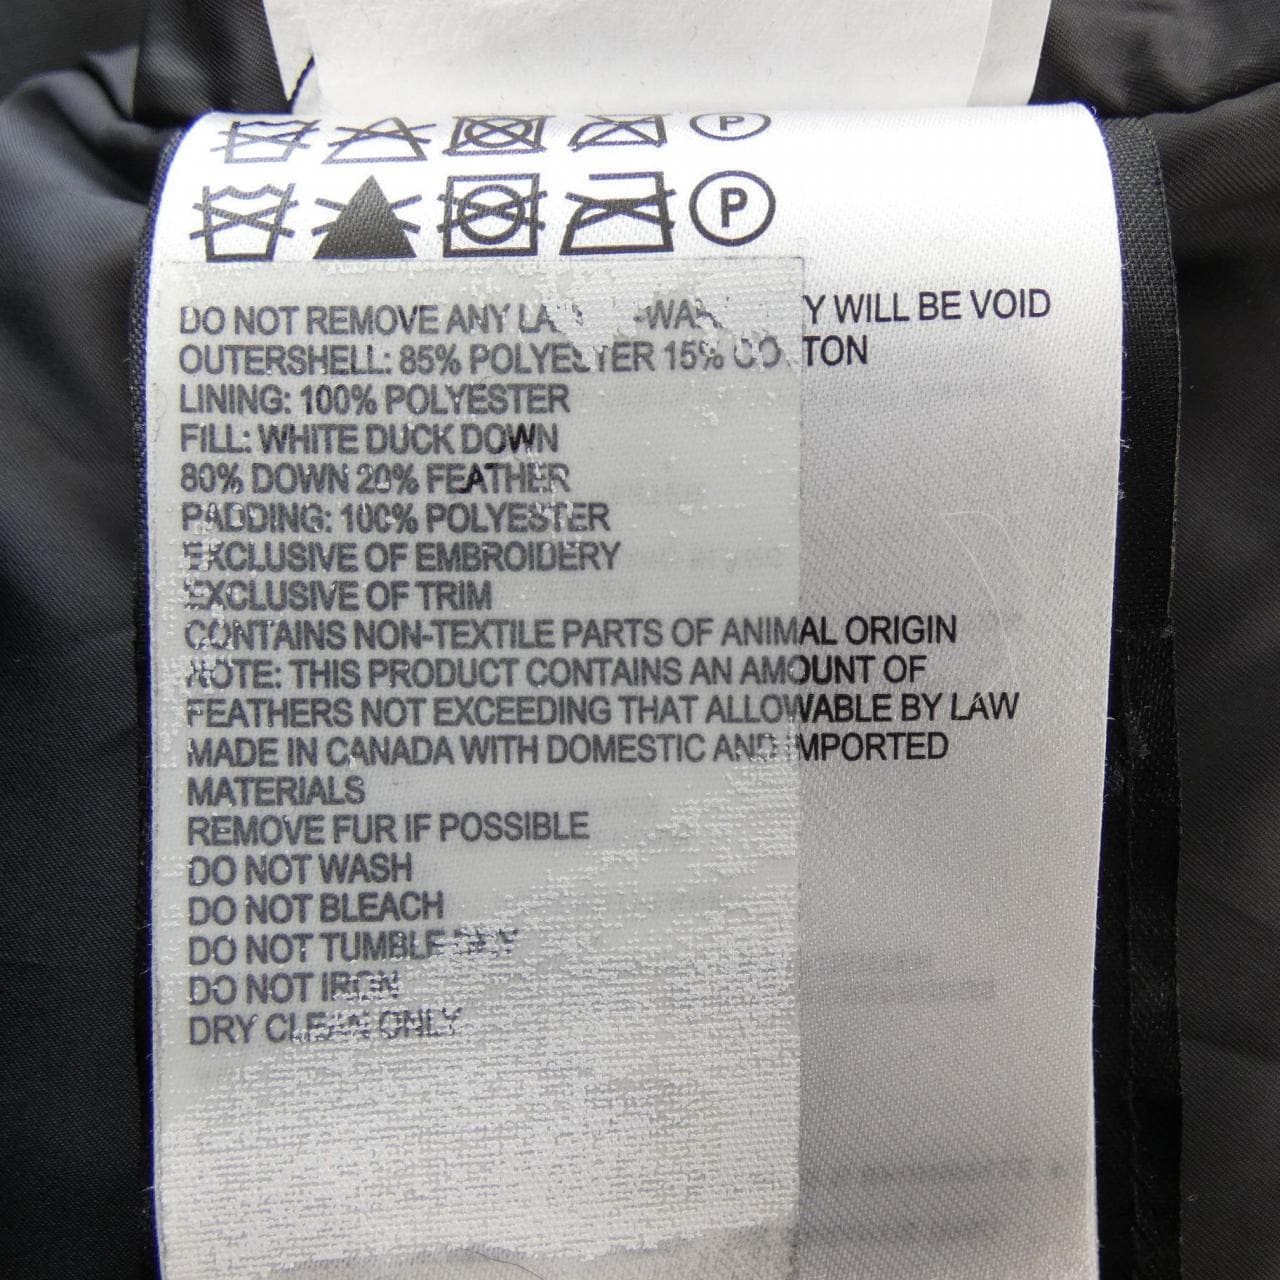 P
P
DO NOT REMOVE ANY WILL BE VOID
OUTERSHELL: 85% POLYESTER 15% COTTON
LINING: 100% POLYESTER
FILL: WHITE DUCK DOWN
80% DOWN 20% FEATHER
PADDING: 100% POLYESTER
EXCLUSIVE OF EMBROIDERY
EXCLUSIVE OF TRIM
CONTAINS NON-TEXTILE PARTS OF ANIMAL ORIGIN
NOTE: THIS PRODUCT CONTAINS AN AMOUNT OF
FEATHERS NOT EXCEEDING THAT ALLOWABLE BY LAW
MADE IN CANADA WITH DOMESTIC AND IMPORTED
MATERIALS
REMOVE FUR IF POSSIBLE
DO NOT WASH
DO NOT BLEACH
DO NOT TUMBLE DRY
DO NOT IRON
DRY CLEAN ONLY